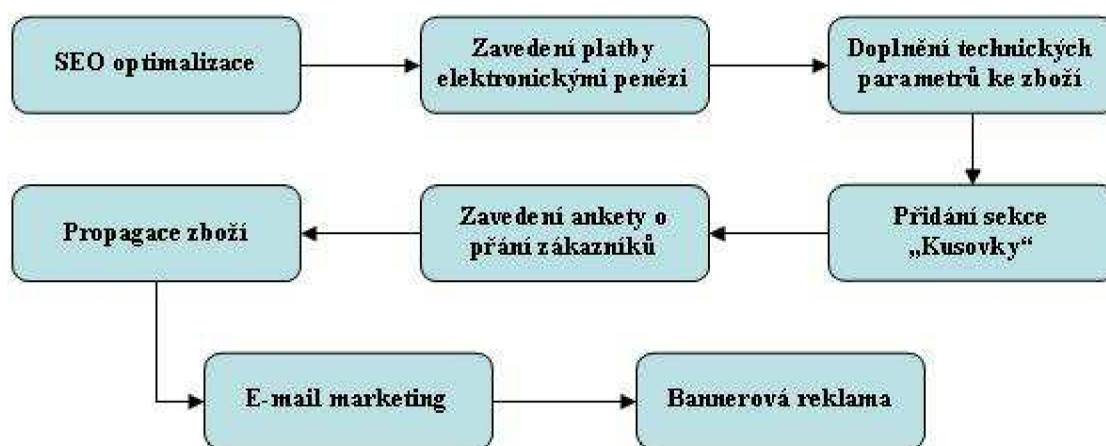 SEO optimalizace
Zavedení platby
elektronickými penězi
Doplnění technických
parametrů ke zboží
Přidání sekce
„Kusovky“
Zavedení ankety o
přání zákazníků
Propagace zboží
E-mail marketing
Bannerová reklama